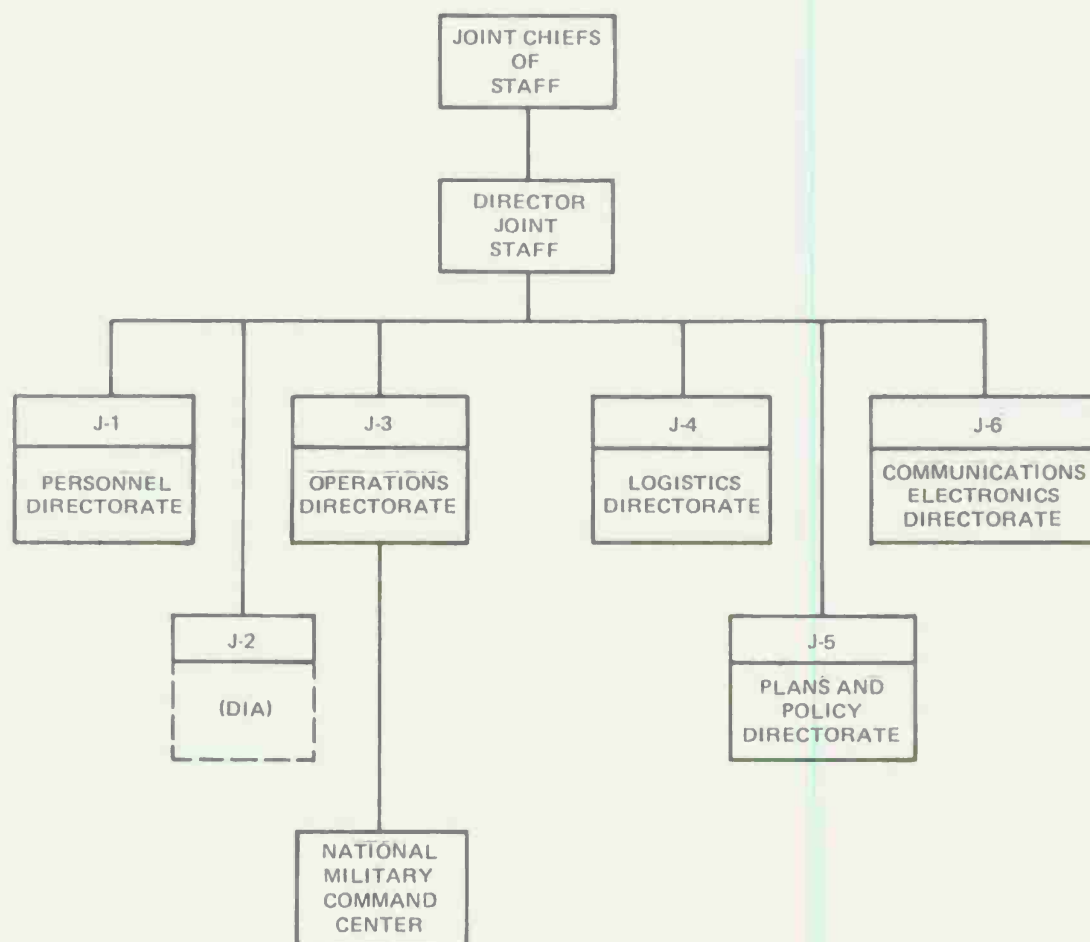 JOINT CHIEFS
OF
STAFF
DIRECTOR
JOINT
STAFF
J-1
PERSONNEL
DIRECTORATE
J-3
OPERATIONS
DIRECTORATE
J-4
LOGISTICS
DIRECTORATE
J-6
COMMUNICATIONS
ELECTRONICS
DIRECTORATE
J-2
(DIA)
J-5
PLANS AND
POLICY
DIRECTORATE
NATIONAL
MILITARY
COMMAND
CENTER